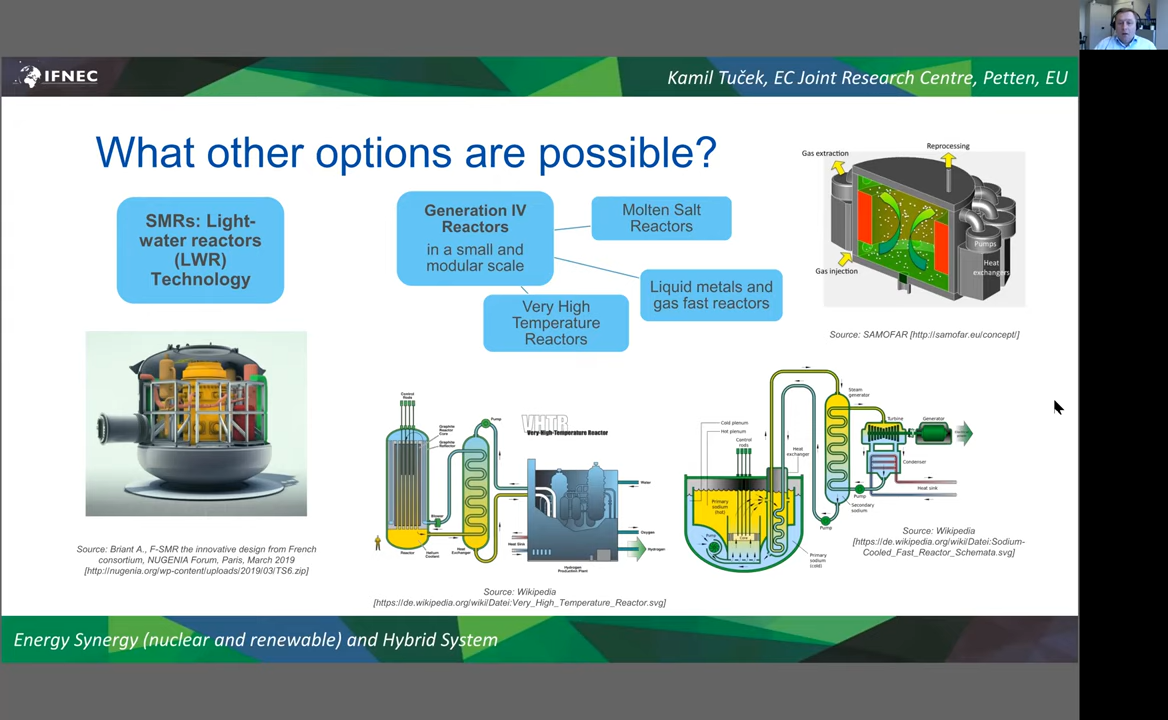 IFNEC
Kamil Tuček, EC Joint Research Centre, Petten, EU
What other options are possible?
SMRs: Light-
water reactors
(LWR)
Technology
Generation IV
Reactors
in a small and
modular scale
Molten Salt
Reactors
Liquid metals and
gas fast reactors
Very High
Temperature
Reactors
Gas extraction
Reprocessing
Pumps
Heat
exchangers
Gas injection
Source: SAMOFAR [http://samofar.eu/concept/]
Source: Briant A., F-SMR the innovative design from French
consortium, NUGENIA Forum, Paris, March 2019
[http://nugenia.org/wp-content/uploads/2019/03/TS6.zip]
Control
Rods
Graphite
Reactor
Core
Graphite
Reflector
Blower
Reactor
Helium
Coolant
Heat
Exchanger
Pump
Heat Sink
VHTR
Very-High-Temperature Reactor
Water
Oxygen
Hydrogen
Hydrogen
Production Plant
Source: Wikipedia
[https://de.wikipedia.org/wiki/Datei:Very_High_Temperature_Reactor.svg]
Cold plenum
Hot plenum
Control
rods
Heat
exchanger
Steam
generator
Turbine
Generator
Condenser
Heat sink
Pump
Secondary
sodium
Pump
Primary
sodium
(hot)
Pump
Primary
sodium
(cold)
Source: Wikipedia
[https://de.wikipedia.org/wiki/Datei:Sodium-
Cooled_Fast_Reactor_Schemata.svg]
Energy Synergy (nuclear and renewable) and Hybrid System